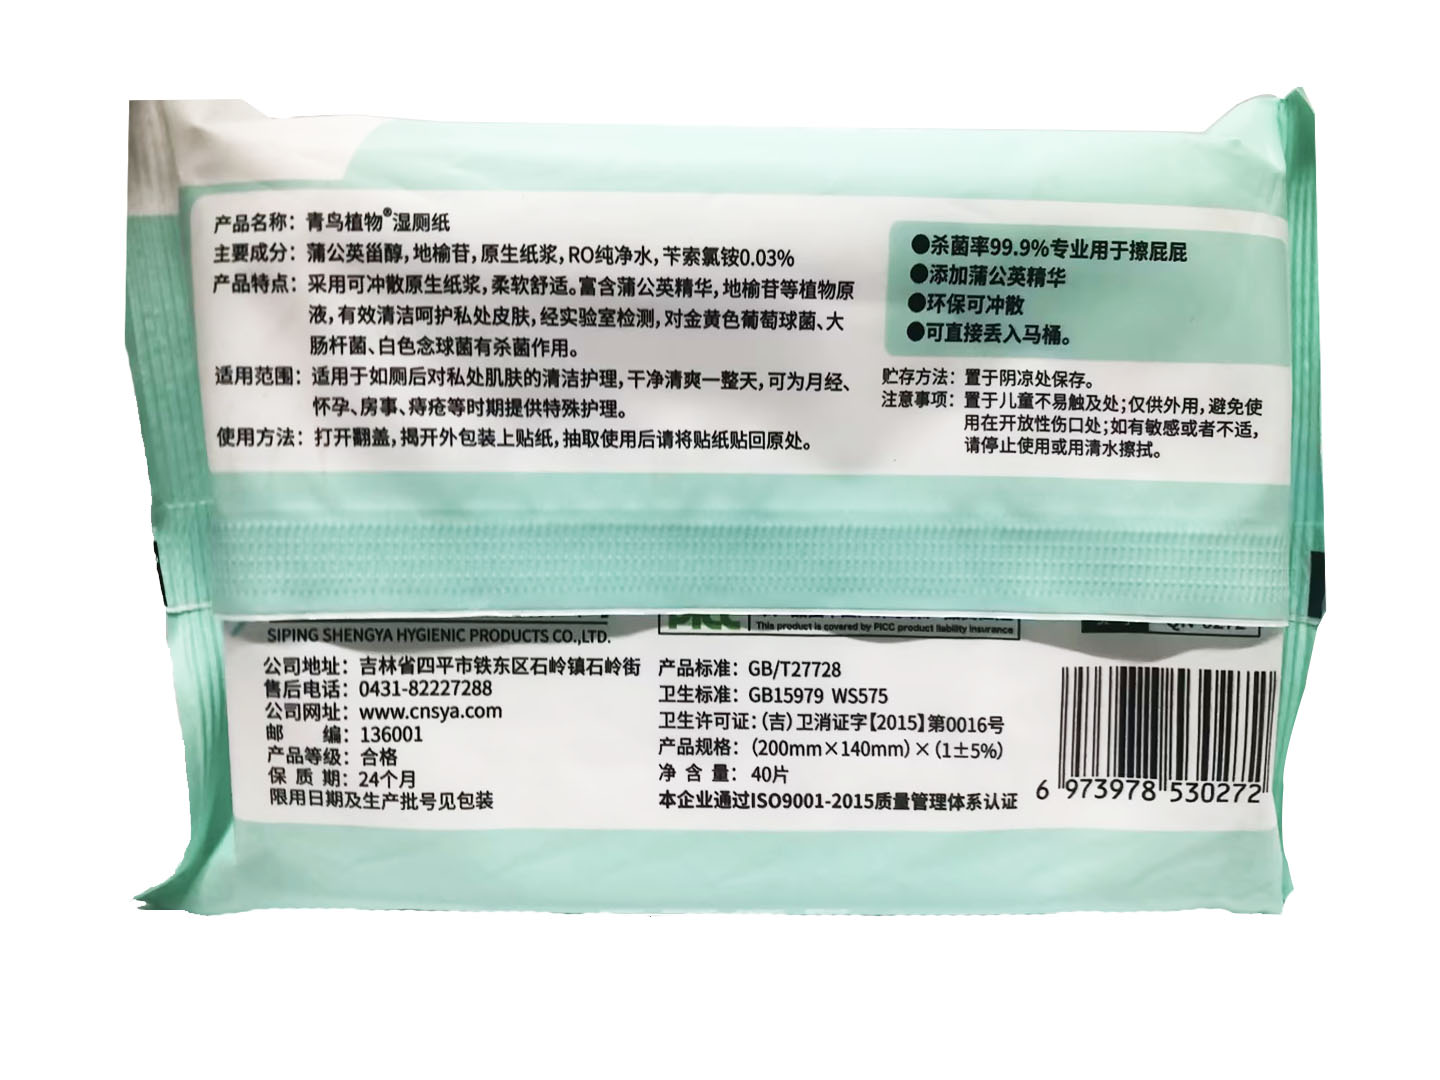 产品名称：青鸟植物®湿厕纸
主要成分：蒲公英甾醇，地榆苷，原生纸浆，RO纯净水，苄索氯铵0.03%
产品特点：采用可冲散原生纸浆，柔软舒适。富含蒲公英精华，地榆苷等植物原
液，有效清洁呵护私处皮肤，经实验室检测，对金黄色葡萄球菌、大
肠杆菌、白色念球菌有杀菌作用。
适用范围：适用于如厕后对私处肌肤的清洁护理，干净清爽一整天，可为月经、
怀孕、房事、痔疮等时期提供特殊护理。
使用方法：打开翻盖，揭开外包装上贴纸，抽取使用后请将贴纸贴回原处。
●杀菌率99.9%专业用于擦屁屁
●添加蒲公英精华
●环保可冲散
●可直接丢入马桶。
贮存方法：置于阴凉处保存。
注意事项：置于儿童不易触及处；仅供外用，避免使
用在开放性伤口处；如有敏感或者不适，
请停止使用或用清水擦拭。
SIPING SHENGYA HYGIENIC PRODUCTS CO.,LTD.
公司地址：吉林省四平市铁东区石岭镇石岭街
售后电话：0431-82227288
公司网址：www.cnsya.com
邮 编：136001
产品等级：合格
保 质 期：24个月
限用日期及生产批号见包装
PICC
This product is covered by PICC product liability insurance
产品标准：GB/T27728
卫生标准：GB15979 WS575
卫生许可证：（吉）卫消证字【2015】第0016号
产品规格：（200mm×140mm）×（1±5%）
净 含 量： 40片
本企业通过ISO9001-2015质量管理体系认证
6 973978 530272